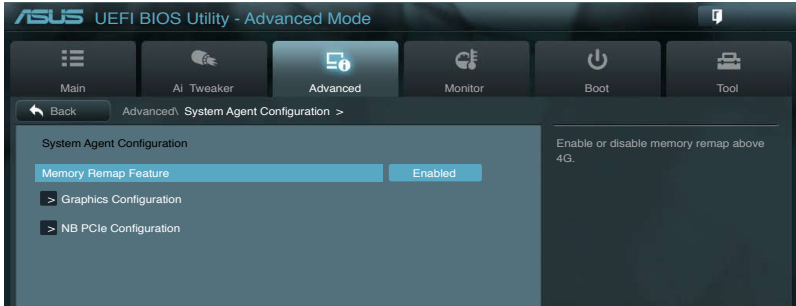 ASUS UEFI BIOS Utility - Advanced Mode
Main Ai Tweaker Advanced Monitor Boot Tool
Back Advanced\ System Agent Configuration >
System Agent Configuration
Memory Remap Feature Enabled
> Graphics Configuration
> NB PCIe Configuration
Enable or disable memory remap above
4G.